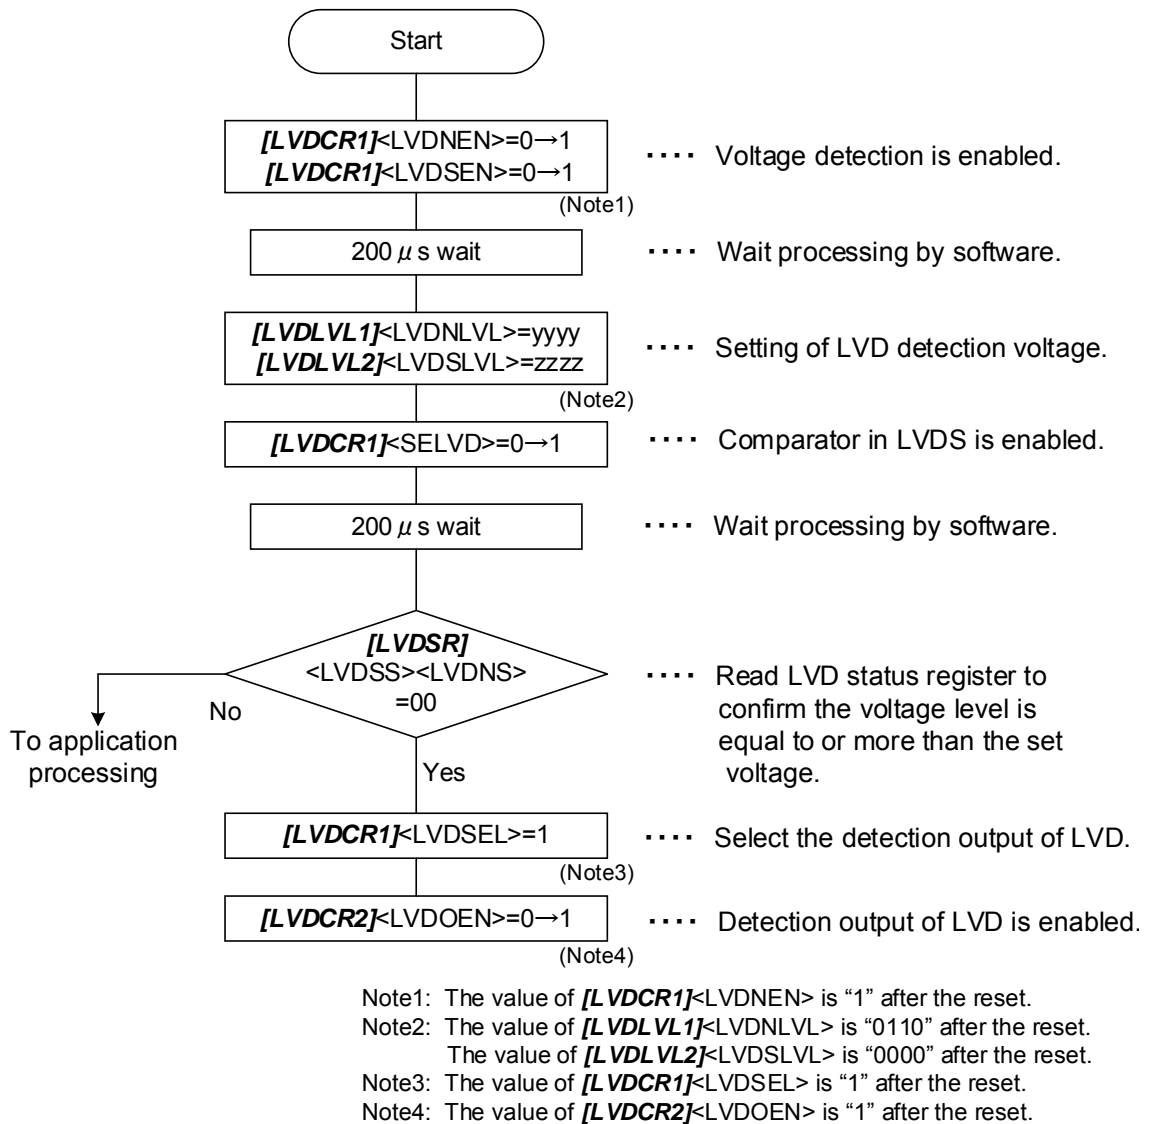 Start
[LVDCR1]<LVDNEN>=0→1
[LVDCR1]<LVDSEN>=0→1
···· Voltage detection is enabled.
(Note1)
200 μ s wait
···· Wait processing by software.
[LVDLVL1]<LVDNLVL>=yyyy
[LVDLVL2]<LVDSLVL>=zzzz
···· Setting of LVD detection voltage.
(Note2)
[LVDCR1]<SELVD>=0→1
···· Comparator in LVDS is enabled.
200 μ s wait
···· Wait processing by software.
[LVDSR]
<LVDSS><LVDNS>
=00
···· Read LVD status register to
confirm the voltage level is
equal to or more than the set
voltage.
No
To application
processing
Yes
[LVDCR1]<LVDSEL>=1
···· Select the detection output of LVD.
(Note3)
[LVDCR2]<LVDOEN>=0→1
···· Detection output of LVD is enabled.
(Note4)
Note1: The value of [LVDCR1]<LVDNEN> is “1” after the reset.
Note2: The value of [LVDLVL1]<LVDNLVL> is “0110” after the reset.
The value of [LVDLVL2]<LVDSLVL> is “0000” after the reset.
Note3: The value of [LVDCR1]<LVDSEL> is “1” after the reset.
Note4: The value of [LVDCR2]<LVDOEN> is “1” after the reset.